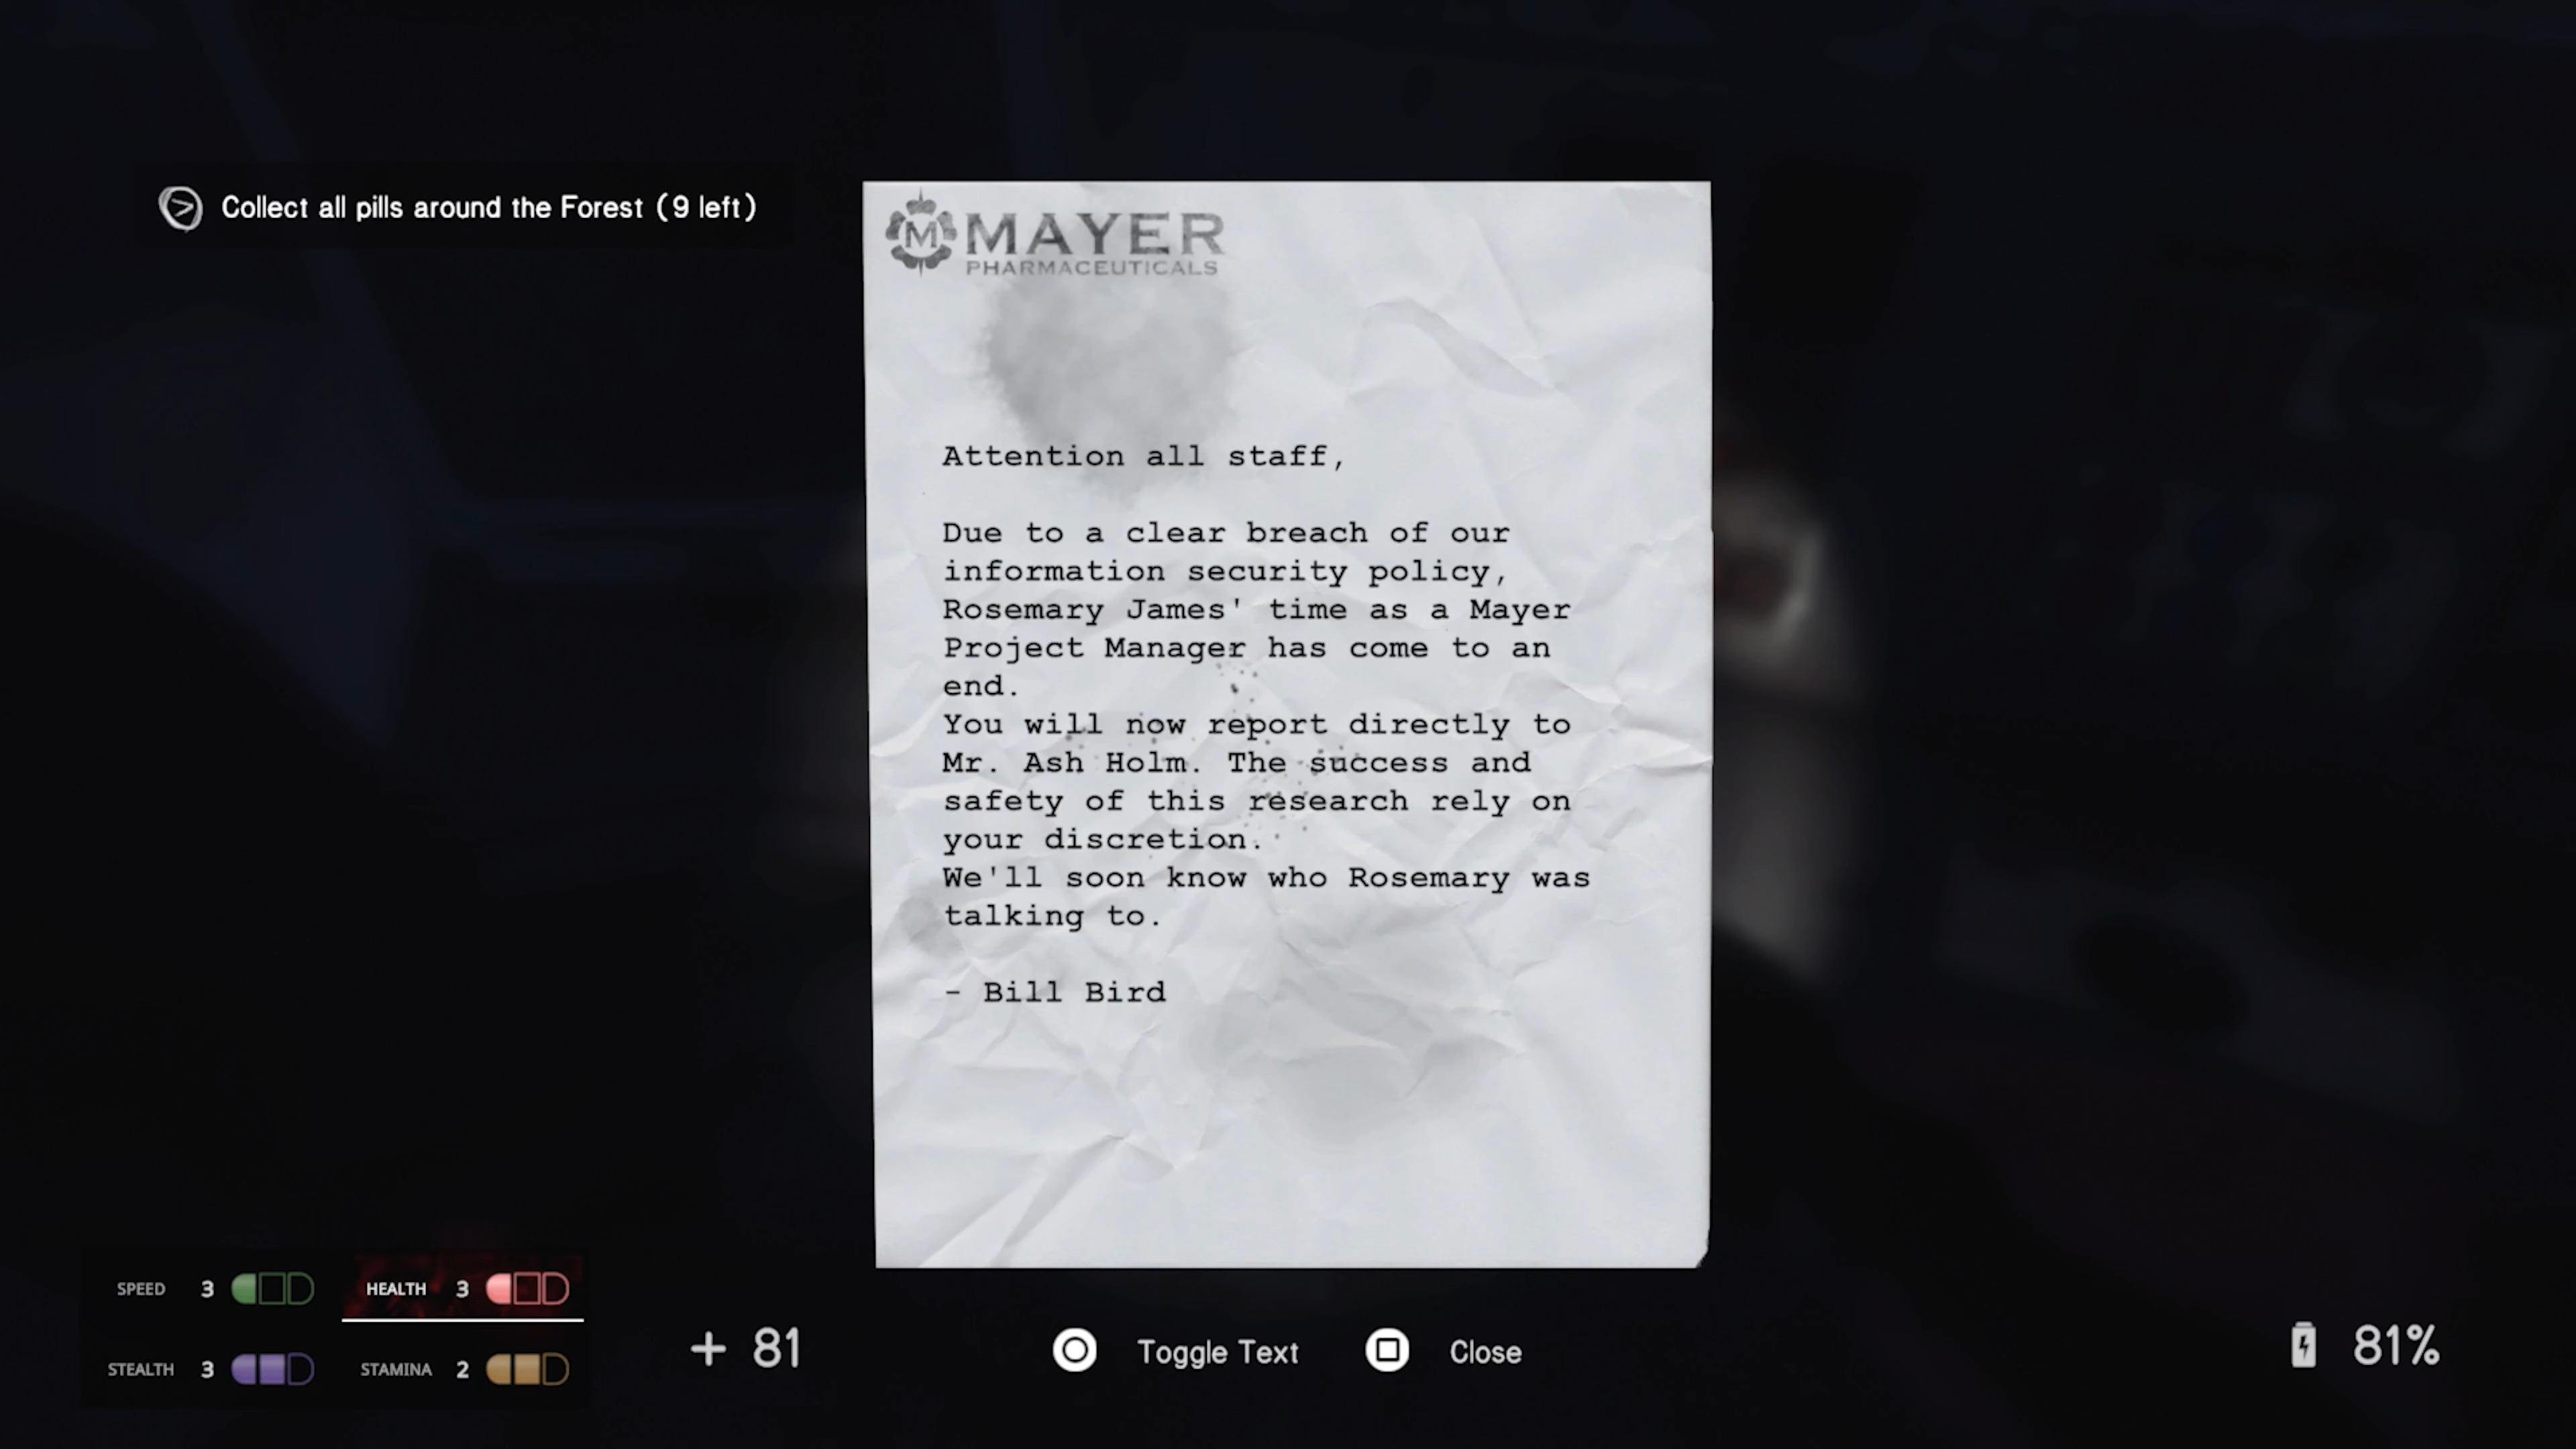 Collect all pills around the Forest (9 left)
M MAYER
PHARMACEUTICALS
Attention all staff,
Due to a clear breach of our
information security policy,
Rosemary James' time as a Mayer
Project Manager has come to an
end.
You will now report directly to
Mr. Ash Holm. The success and
safety of this research rely on
your discretion.
We'll soon know who Rosemary was
talking to.
- Bill Bird
SPEED 3 HEALTH 3
STEALTH 3 STAMINA 2
+ 81
Toggle Text Close
81%